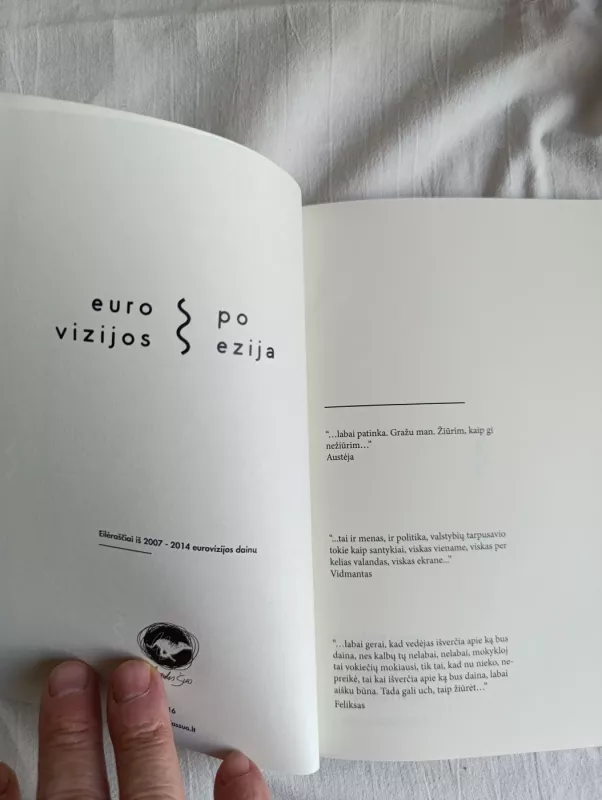 euro
vizijos
po
ezija
Eilėraščiai iš 2007 - 2014 eurovizijos dainų
16
"…labai patinka. Gražu man. Žiūrim, kaip gi
nežiūrim…"
Austėja
"...tai ir menas, ir politika, valstybių tarpusavio
tokie kaip santykiai, viskas viename, viskas per
kelias valandas, viskas ekrane..."
Vidmantas
"…labai gerai, kad vedėjas išverčia apie ką bus
daina, nes kalbų tų nelabai, nelabai, mokykloj
tai vokiečių mokiausi, tik tai, kad nu nieko, ne-
preikė, tai kai išverčia apie ką bus daina, labai
aišku būna. Tada gali uch, taip žiūrėt…"
Feliksas